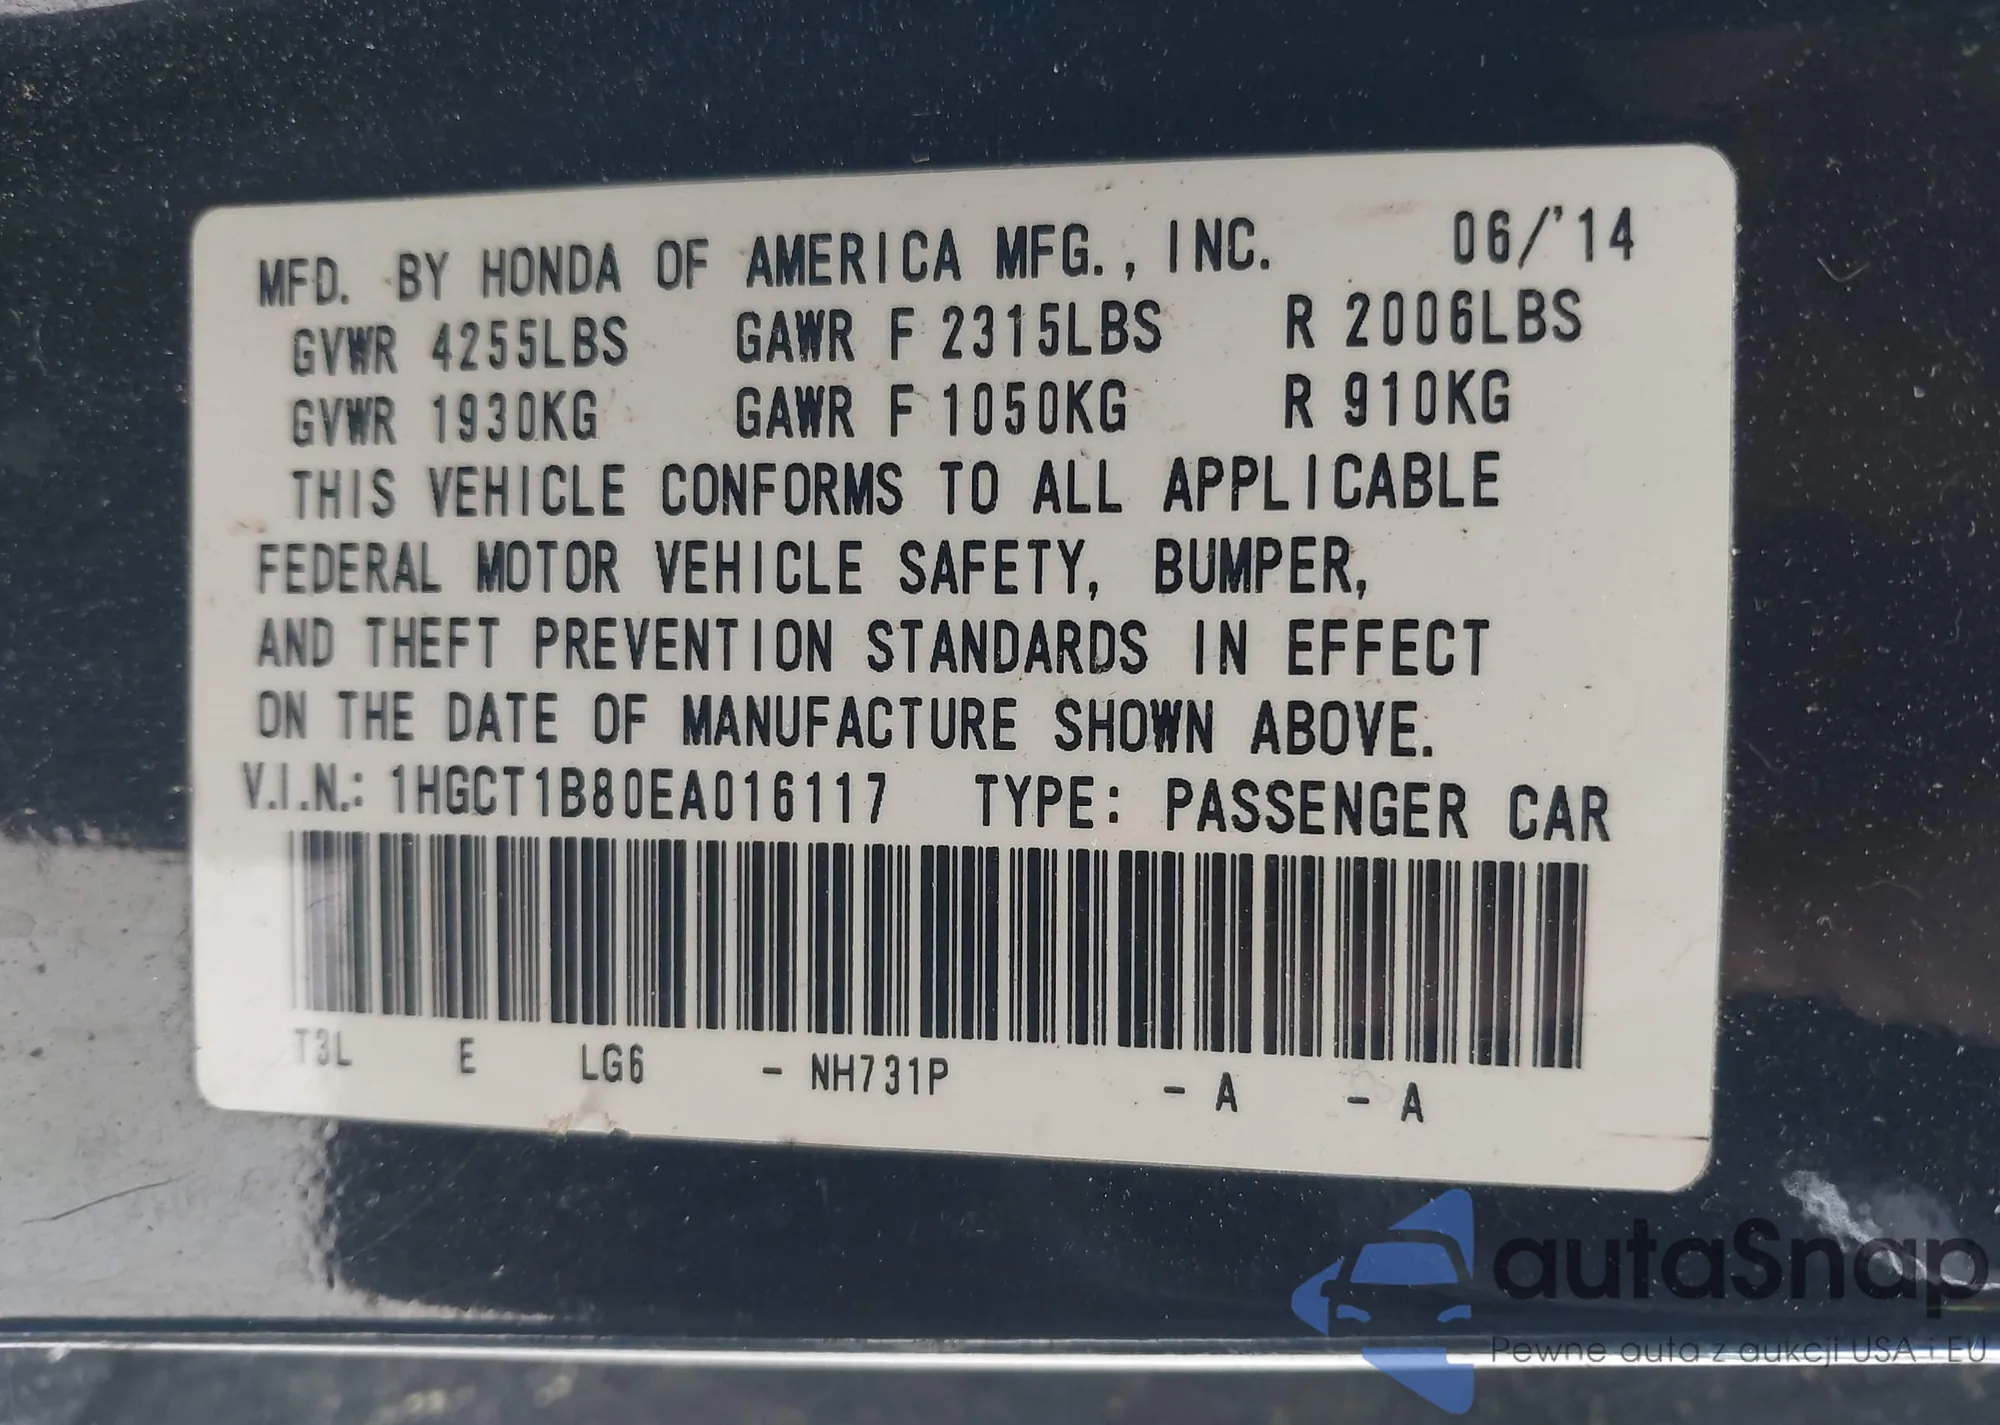 MFD. BY HONDA OF AMERICA MFG., INC. 06/'14
GVWR 4255LBS GAWR F 2315LBS R 2006LBS
GVWR 1930KG GAWR F 1050KG R 910KG
THIS VEHICLE CONFORMS TO ALL APPLICABLE
FEDERAL MOTOR VEHICLE SAFETY, BUMPER,
AND THEFT PREVENTION STANDARDS IN EFFECT
ON THE DATE OF MANUFACTURE SHOWN ABOVE.
V.I.N.: 1HGCT1B80EA016117 TYPE: PASSENGER CAR
T3L E LG6 - NH731P - A - A
autaSnap
Pewne auta z aukcji USA i EU